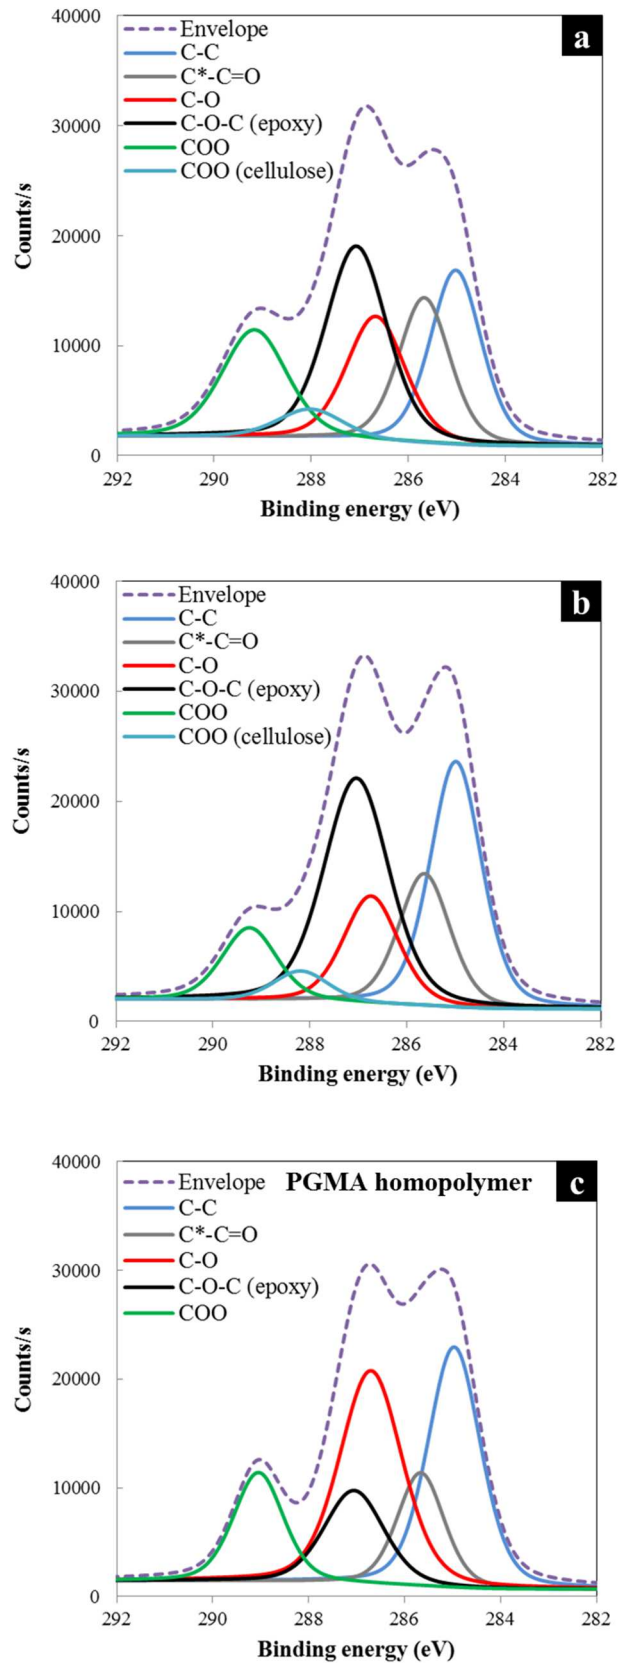 40000
Envelope
a
C-C
C*-C=O
30000
C-O
C-O-C (epoxy)
COO
COO (cellulose)
20000
Counts/s
10000
0
292 290 288 286 284 282
Binding energy (eV)
40000
Envelope
b
C-C
C*-C=O
C-O
30000
C-O-C (epoxy)
COO
COO (cellulose)
20000
Counts/s
10000
0
292 290 288 286 284 282
Binding energy (eV)
40000
Envelope PGMA homopolymer c
C-C
C*-C=O
C-O
30000
C-O-C (epoxy)
COO
20000
Counts/s
10000
0
292 290 288 286 284 282
Binding energy (eV)